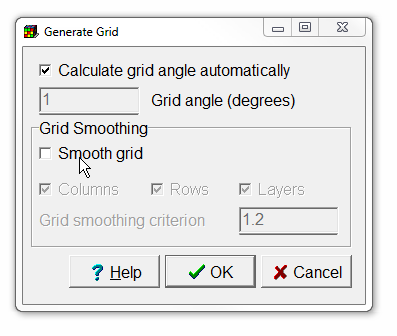 Generate Grid
Calculate grid angle automatically
1 Grid angle (degrees)
Grid Smoothing
Smooth grid
Columns Rows Layers
Grid smoothing criterion 1.2
? Help OK Cancel